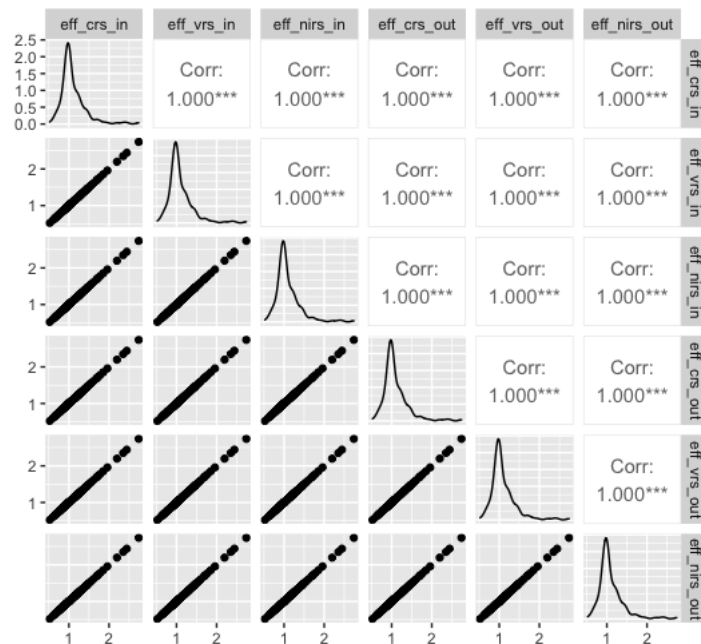 eff_crs_in eff_vrs_in eff_nirs_in eff_crs_out eff_vrs_out eff_nirs_out
2.5
2.0
1.5
1.0
0.5
0.0
Corr: Corr: Corr: Corr: Corr:
1.000*** 1.000*** 1.000*** 1.000*** 1.000***
eff_crs_in
2
1
Corr: Corr: Corr: Corr:
1.000*** 1.000*** 1.000*** 1.000***
eff_vrs_in
2
1
Corr: Corr: Corr:
1.000*** 1.000*** 1.000***
eff_nirs_in
2
1
Corr: Corr:
1.000*** 1.000***
eff_crs_out
2
1
Corr:
1.000***
eff_vrs_out
eff_nirs_out
1 2 1 2 1 2 1 2 1 2 1 2